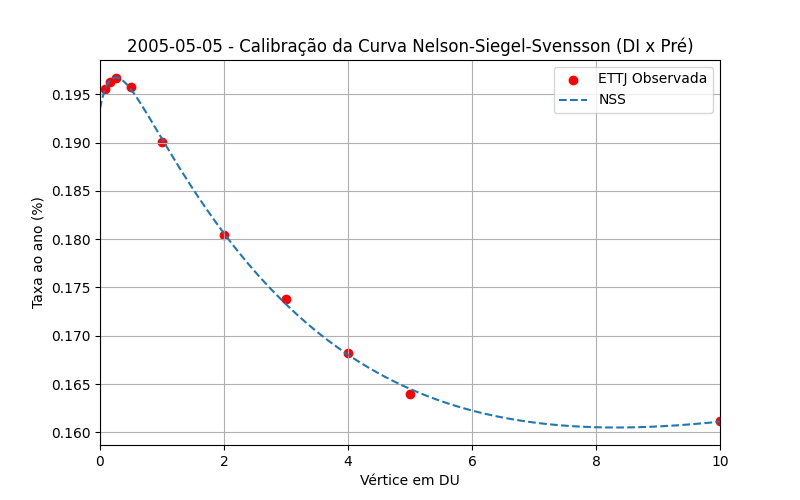 2005-05-05 - Calibração da Curva Nelson-Siegel-Svensson (DI x Pré)
ETTJ Observada
NSS
Taxa ao ano (%)
0.195
0.190
0.185
0.180
0.175
0.170
0.165
0.160
0 2 4 6 8 10
Vértice em DU